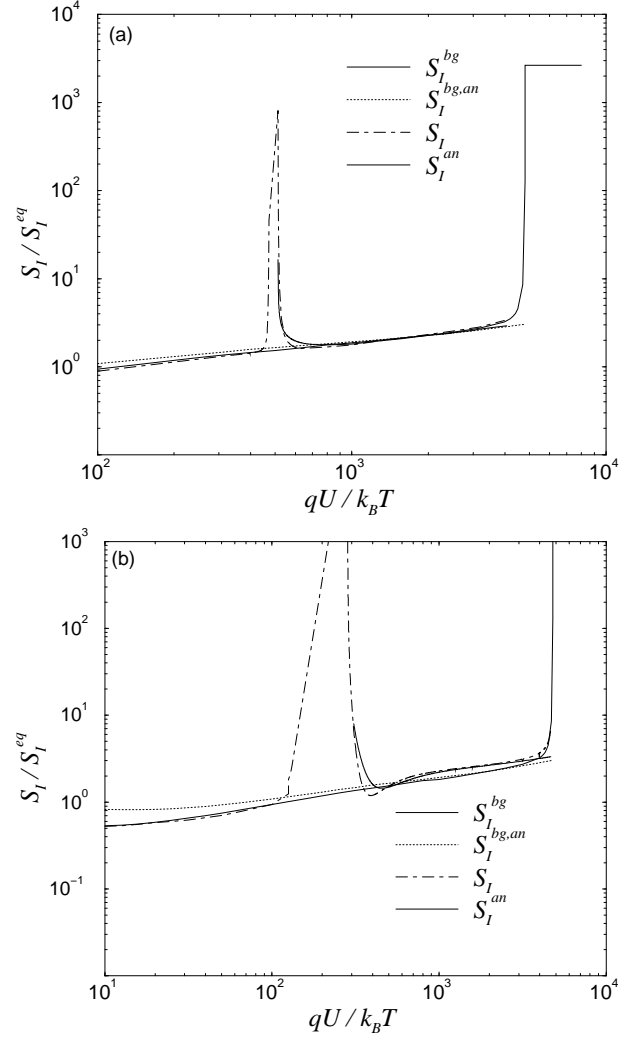 (a)
S_I^{bg}
S_I^{bg,an}
S_I
S_I^{an}
10^4
10^3
10^2
10^1
10^0
S_I / S_I^{eq}
10^2 10^3 10^4
qU / k_B T
(b)
10^3
10^2
10^1
10^0
10^{-1}
S_I / S_I^{eq}
S_I^{bg}
S_I^{bg,an}
S_I
S_I^{an}
10^1 10^2 10^3 10^4
qU / k_B T